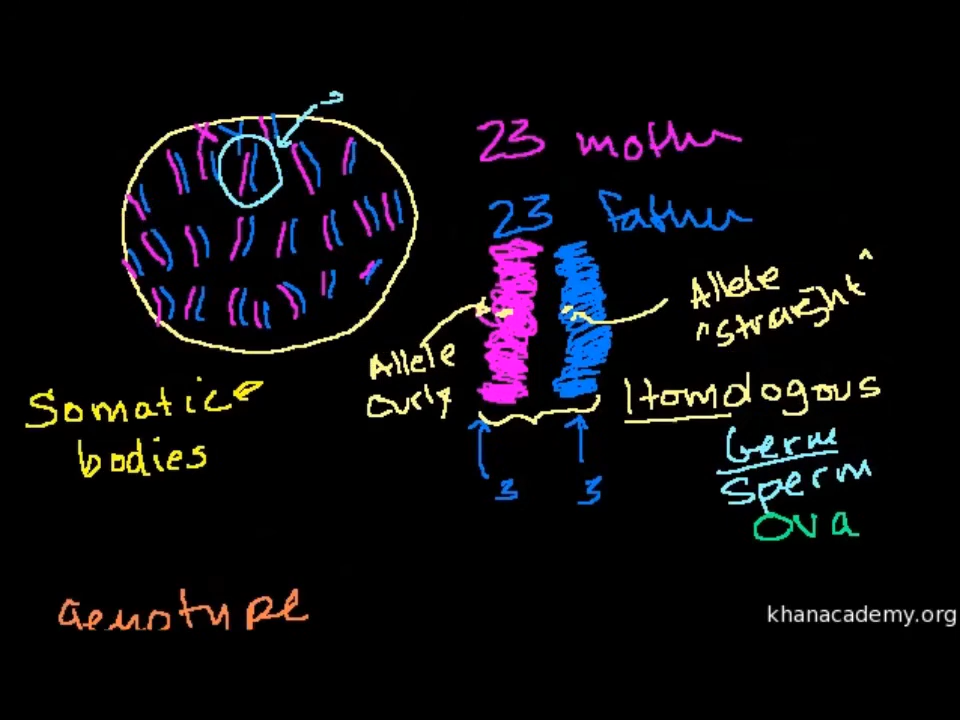 23 mother
23 father
Allele
"straight"
Allele
curly
Homologous
Somatic
bodies
Germ
Sperm
Ova
3 3
Genotype
khanacademy.org